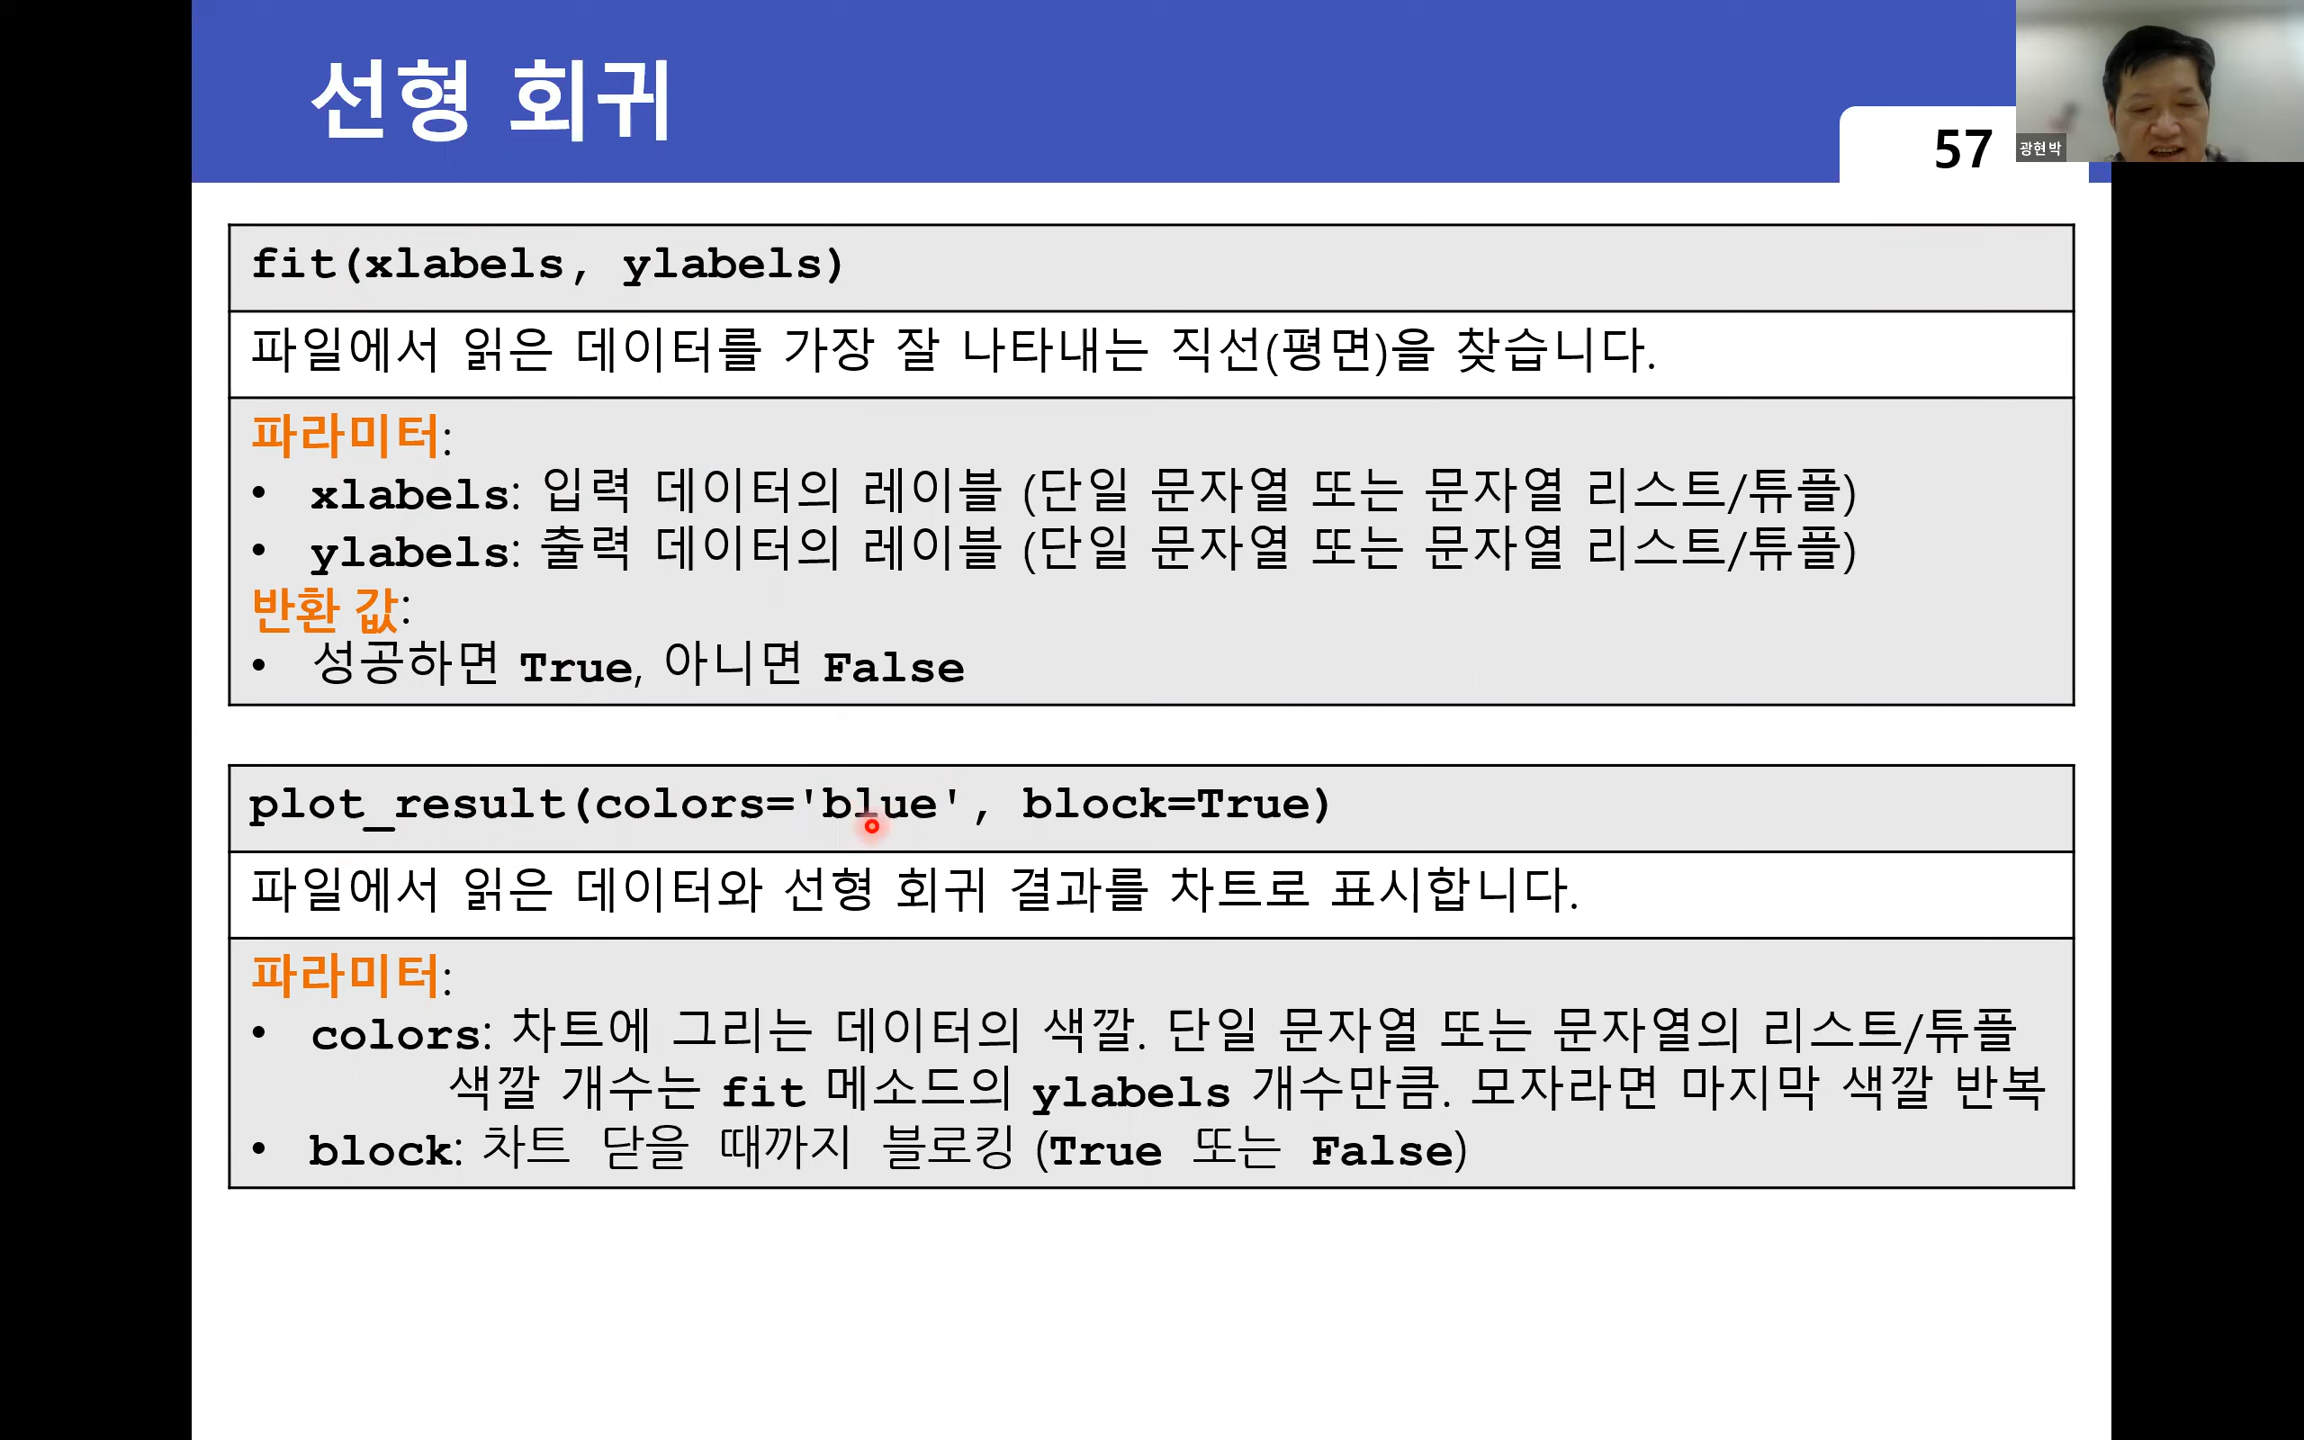 선형 회귀
57
광현박
fit(xlabels, ylabels)
파일에서 읽은 데이터를 가장 잘 나타내는 직선(평면)을 찾습니다.
파라미터:
• xlabels: 입력 데이터의 레이블 (단일 문자열 또는 문자열 리스트/튜플)
• ylabels: 출력 데이터의 레이블 (단일 문자열 또는 문자열 리스트/튜플)
반환 값:
• 성공하면 True, 아니면 False
plot_result(colors='blue', block=True)
파일에서 읽은 데이터와 선형 회귀 결과를 차트로 표시합니다.
파라미터:
• colors: 차트에 그리는 데이터의 색깔. 단일 문자열 또는 문자열의 리스트/튜플
색깔 개수는 fit 메소드의 ylabels 개수만큼. 모자라면 마지막 색깔 반복
• block: 차트 닫을 때까지 블로킹 (True 또는 False)